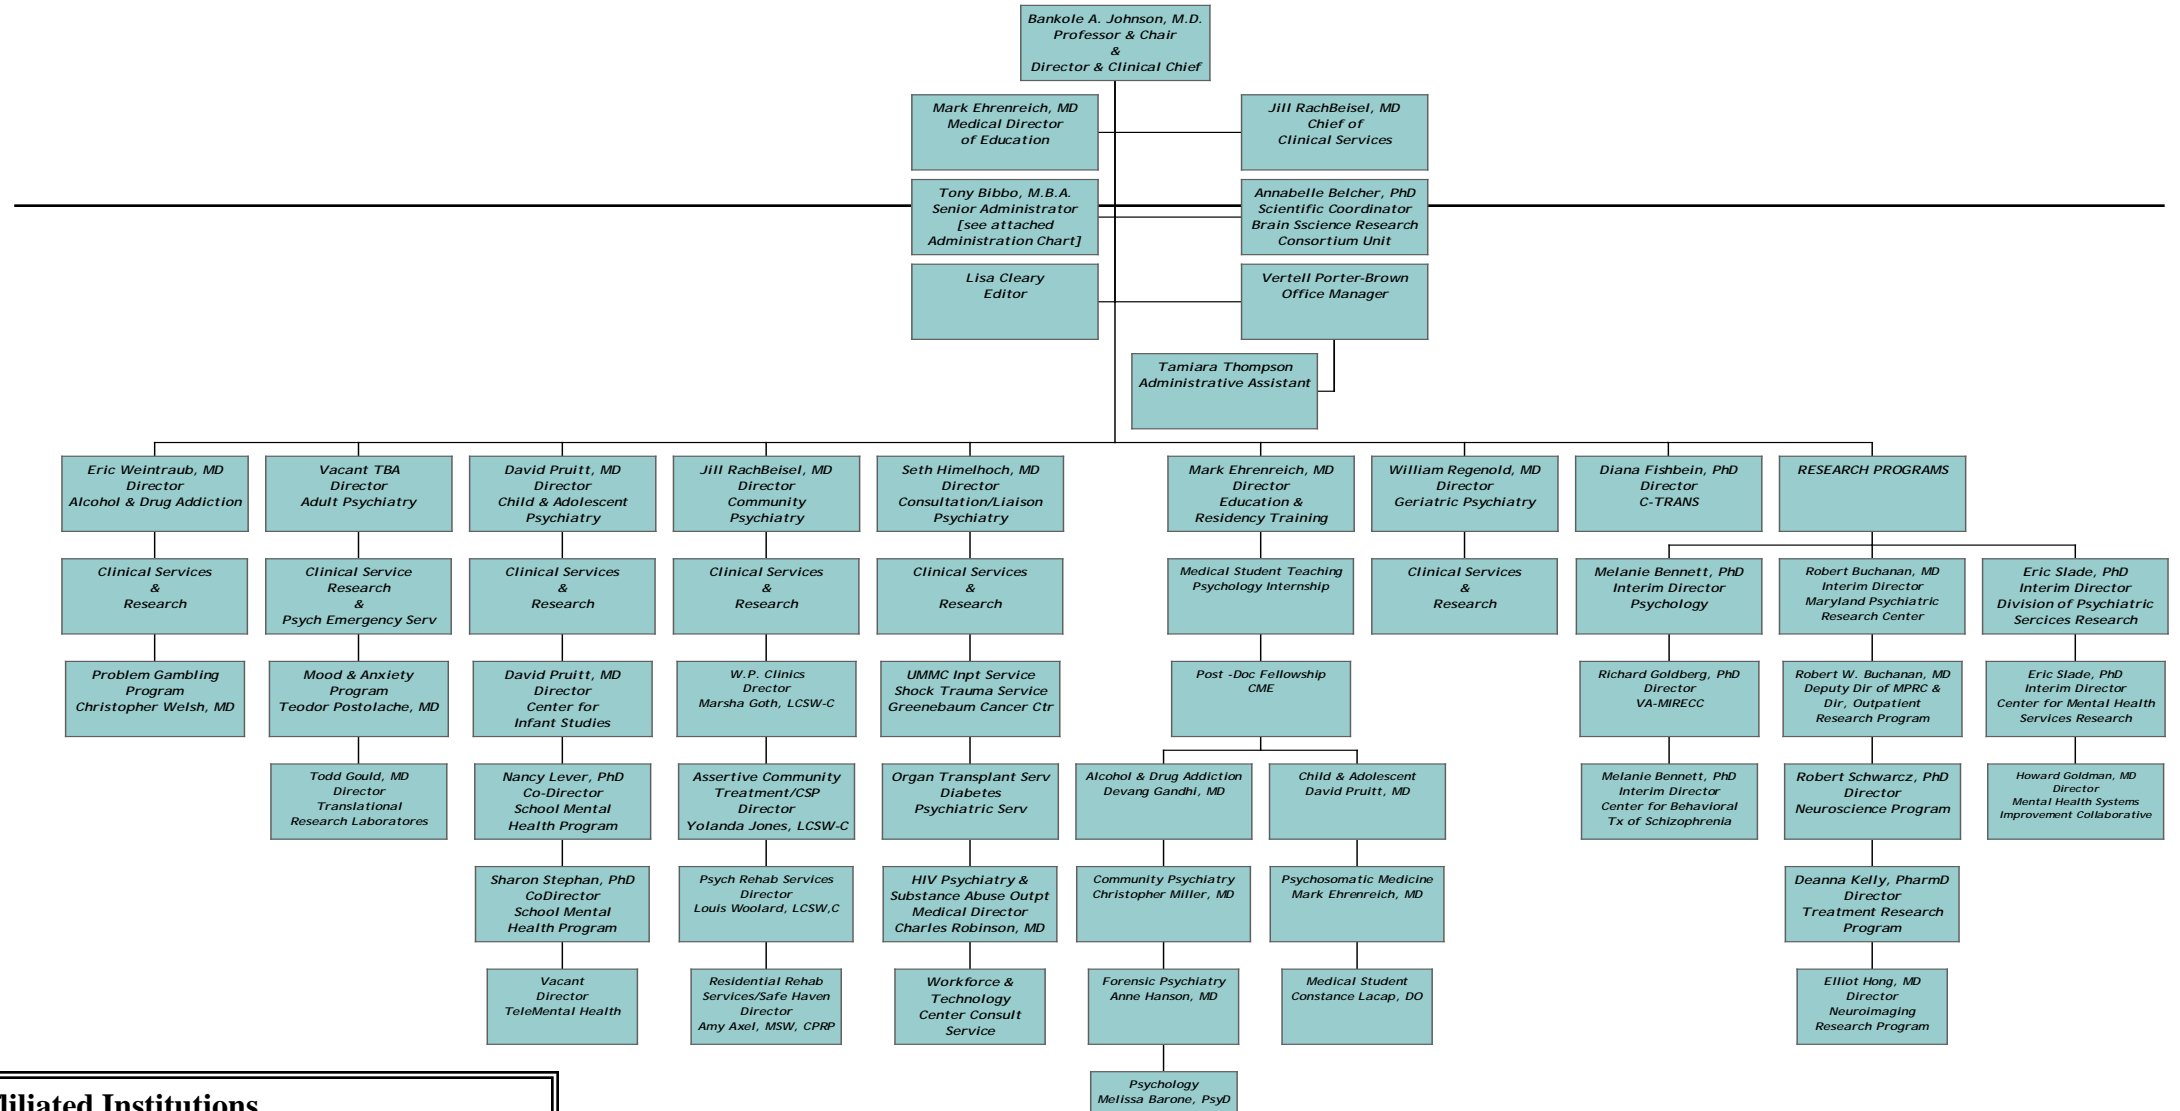 Bankole A. Johnson, M.D.
Professor & Chair
&
Director & Clinical Chief
Mark Ehrenreich, MD
Medical Director
of Education
Jill RachBeisel, MD
Chief of
Clinical Services
Tony Bibbo, M.B.A.
Senior Administrator
[see attached
Administration Chart]
Annabelle Belcher, PhD
Scientific Coordinator
Brain Sscience Research
Consortium Unit
Lisa Cleary
Editor
Vertell Porter-Brown
Office Manager
Tamiara Thompson
Administrative Assistant
Eric Weintraub, MD
Director
Alcohol & Drug Addiction
Vacant TBA
Director
Adult Psychiatry
David Pruitt, MD
Director
Child & Adolescent
Psychiatry
Jill RachBeisel, MD
Director
Community
Psychiatry
Seth Himelhoch, MD
Director
Consultation/Liaison
Psychiatry
Mark Ehrenreich, MD
Director
Education &
Residency Training
William Regenold, MD
Director
Geriatric Psychiatry
Diana Fishbein, PhD
Director
C-TRANS
RESEARCH PROGRAMS
Clinical Services
&
Research
Clinical Service
Research
&
Psych Emergency Serv
Clinical Services
&
Research
Clinical Services
&
Research
Clinical Services
&
Research
Medical Student Teaching
Psychology Internship
Clinical Services
&
Research
Melanie Bennett, PhD
Interim Director
Psychology
Robert Buchanan, MD
Interim Director
Maryland Psychiatric
Research Center
Eric Slade, PhD
Interim Director
Division of Psychiatric
Sercices Research
Problem Gambling
Program
Christopher Welsh, MD
Mood & Anxiety
Program
Teodor Postolache, MD
David Pruitt, MD
Director
Center for
Infant Studies
W.P. Clinics
Drector
Marsha Goth, LCSW-C
UMMC Inpt Service
Shock Trauma Service
Greenebaum Cancer Ctr
Post -Doc Fellowship
CME
Richard Goldberg, PhD
Director
VA-MIRECC
Robert W. Buchanan, MD
Deputy Dir of MPRC &
Dir, Outpatient
Research Program
Eric Slade, PhD
Interim Director
Center for Mental Health
Services Research
Todd Gould, MD
Director
Translational
Research Laboratores
Nancy Lever, PhD
Co-Director
School Mental
Health Program
Assertive Community
Treatment/CSP
Director
Yolanda Jones, LCSW-C
Organ Transplant Serv
Diabetes
Psychiatric Serv
Alcohol & Drug Addiction
Devang Gandhi, MD
Child & Adolescent
David Pruitt, MD
Melanie Bennett, PhD
Interim Director
Center for Behavioral
Tx of Schizophrenia
Robert Schwarcz, PhD
Director
Neuroscience Program
Howard Goldman, MD
Director
Mental Health Systems
Improvement Collaborative
Sharon Stephan, PhD
CoDirector
School Mental
Health Program
Psych Rehab Services
Director
Louis Woolard, LCSW,C
HIV Psychiatry &
Substance Abuse Outpt
Medical Director
Charles Robinson, MD
Community Psychiatry
Christopher Miller, MD
Psychosomatic Medicine
Mark Ehrenreich, MD
Deanna Kelly, PharmD
Director
Treatment Research
Program
Vacant
Director
TeleMental Health
Residential Rehab
Services/Safe Haven
Director
Amy Axel, MSW, CPRP
Workforce &
Technology
Center Consult
Service
Forensic Psychiatry
Anne Hanson, MD
Medical Student
Constance Lacap, DO
Elliot Hong, MD
Director
Neuroimaging
Research Program
Psychology
Melissa Barone, PsyD
Institutions